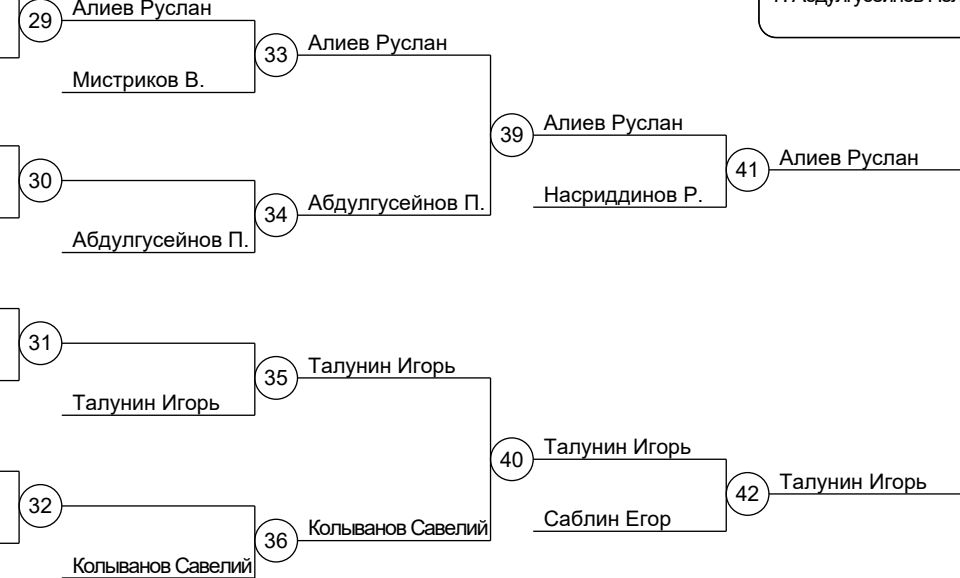 29
Алиев Руслан
33
Алиев Руслан
Мистриков В.
39
Алиев Руслан
41
Алиев Руслан
Насриддинов Р.
30
34
Абдулгусейнов П.
Абдулгусейнов П.
31
35
Талунин Игорь
Талунин Игорь
40
Талунин Игорь
42
Талунин Игорь
Саблин Егор
32
36
Колыванов Савелий
Колыванов Савелий